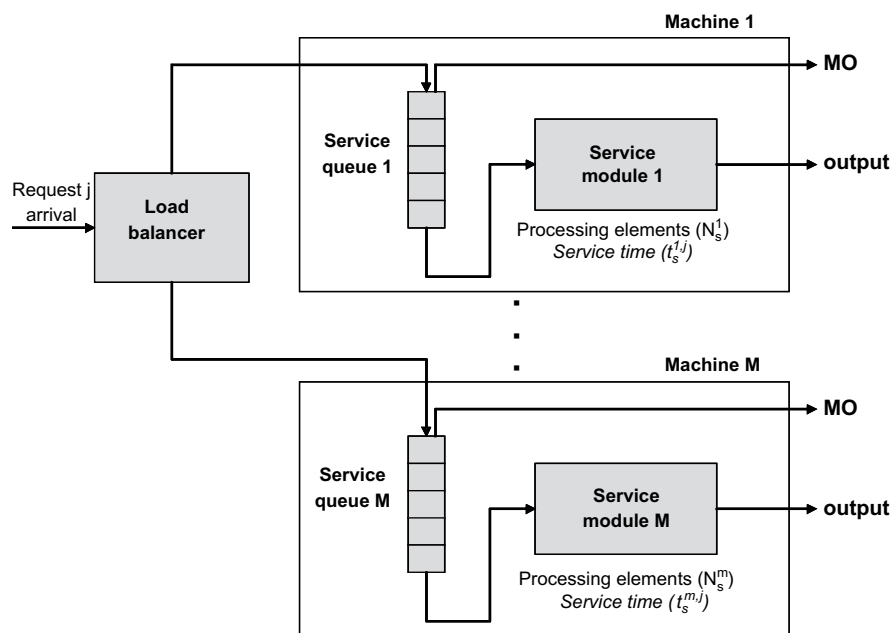 Machine 1
MO
Service
queue 1
Service
module 1
output
Request j
arrival
Load
balancer
Processing elements (N_s^1)
Service time (t_s^{1,j})
Machine M
MO
Service
queue M
Service
module M
output
Processing elements (N_s^m)
Service time (t_s^{m,j})